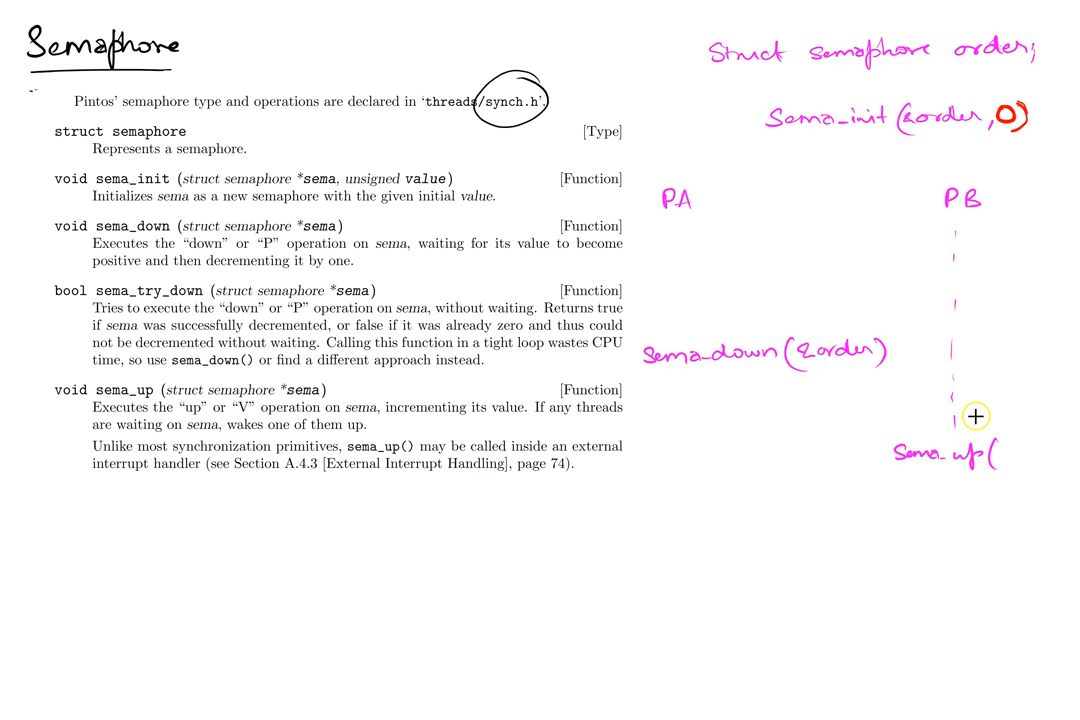 Semaphore
Pintos’ semaphore type and operations are declared in ‘threads/synch.h’.
struct semaphore [Type]
Represents a semaphore.
void sema_init (struct semaphore *sema, unsigned value) [Function]
Initializes sema as a new semaphore with the given initial value.
void sema_down (struct semaphore *sema) [Function]
Executes the “down” or “P” operation on sema, waiting for its value to become
positive and then decrementing it by one.
bool sema_try_down (struct semaphore *sema) [Function]
Tries to execute the “down” or “P” operation on sema, without waiting. Returns true
if sema was successfully decremented, or false if it was already zero and thus could
not be decremented without waiting. Calling this function in a tight loop wastes CPU
time, so use sema_down() or find a different approach instead.
void sema_up (struct semaphore *sema) [Function]
Executes the “up” or “V” operation on sema, incrementing its value. If any threads
are waiting on sema, wakes one of them up.
Unlike most synchronization primitives, sema_up() may be called inside an external
interrupt handler (see Section A.4.3 [External Interrupt Handling], page 74).
Struct semaphore order;
Sema_init(&order, 0)
PA PB
Sema_down(&order)
Sema_up(